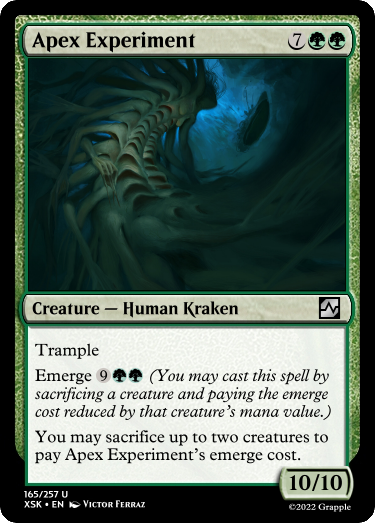 Apex Experiment 7
Creature — Human Kraken
Trample
Emerge 9 (You may cast this spell by
sacrificing a creature and paying the emerge
cost reduced by that creature's mana value.)
You may sacrifice up to two creatures to
pay Apex Experiment's emerge cost.
10/10
165/257 U
XSK • EN Victor Ferraz
©2022 Grapple